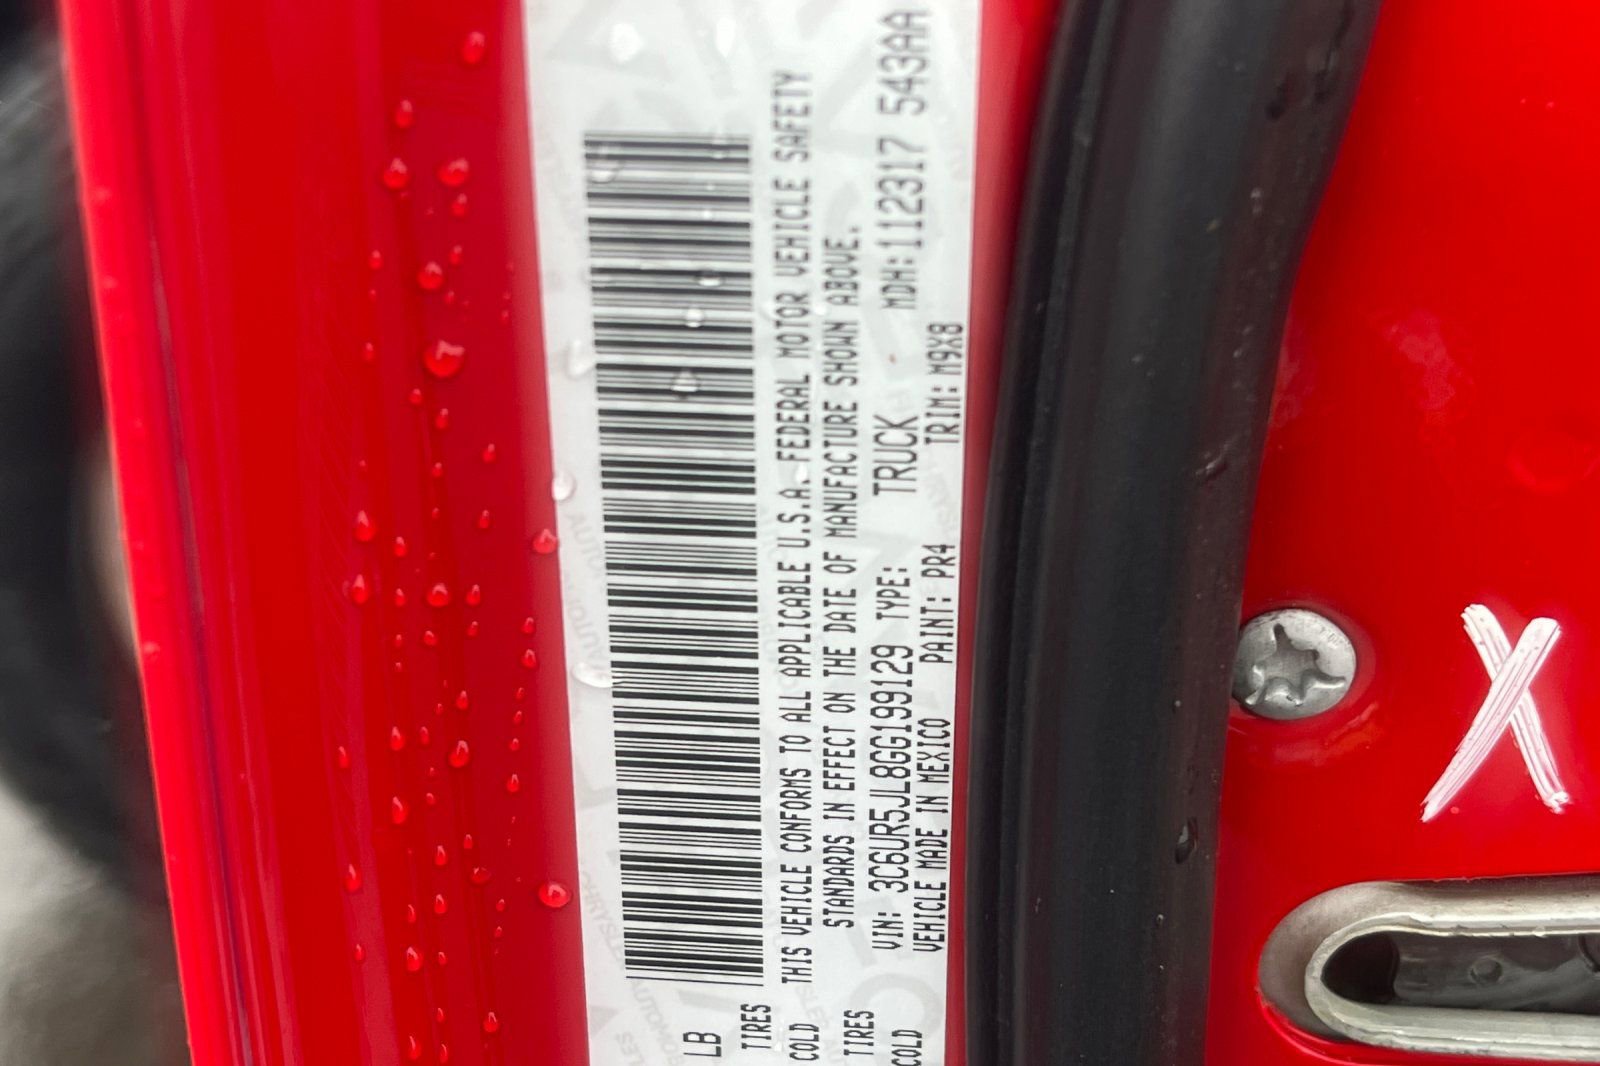 THIS VEHICLE CONFORMS TO ALL APPLICABLE U.S.A. FEDERAL MOTOR VEHICLE SAFETY
STANDARDS IN EFFECT ON THE DATE OF MANUFACTURE SHOWN ABOVE.
VIN: 3C6UR5JL8GG199129 TYPE: TRUCK MDH:112317 543AA
VEHICLE MADE IN MEXICO PAINT: PR4 TRIM: M9X8
LB
TIRES
COLD
TIRES
COLD
X